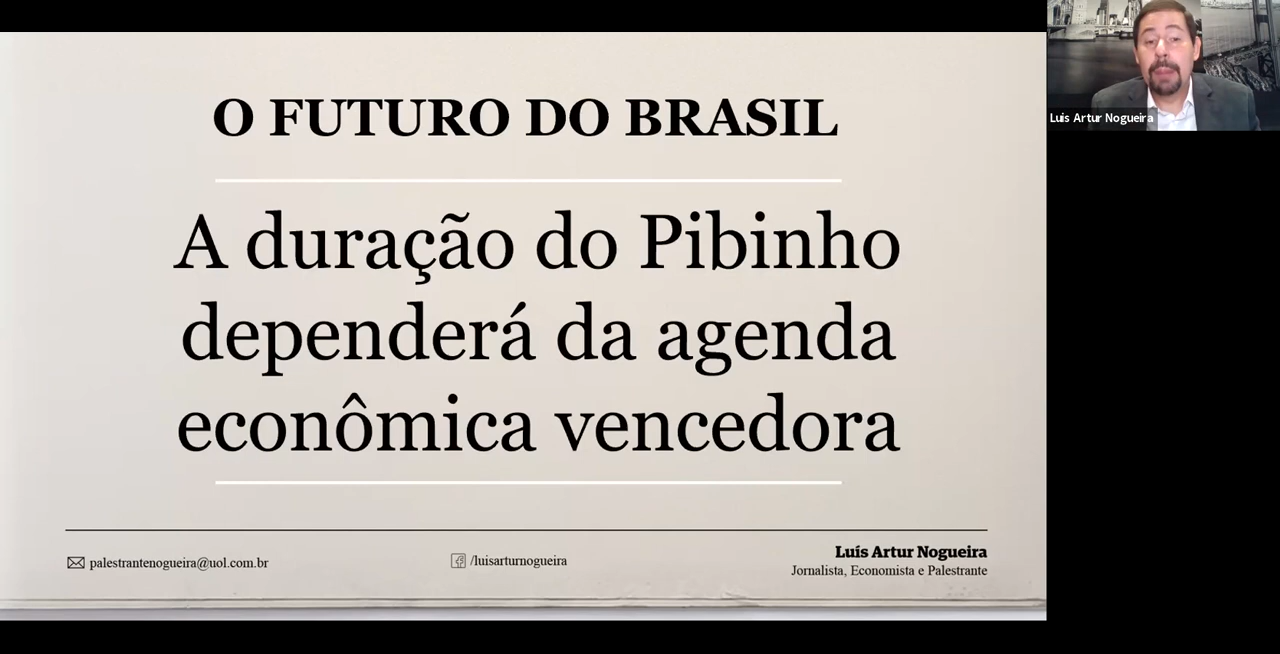 O FUTURO DO BRASIL
A duração do Pibinho
dependerá da agenda
econômica vencedora
palestrantenogueira@uol.com.br
/luisarturnogueira
Luís Artur Nogueira
Jornalista, Economista e Palestrante
Luis Artur Nogueira